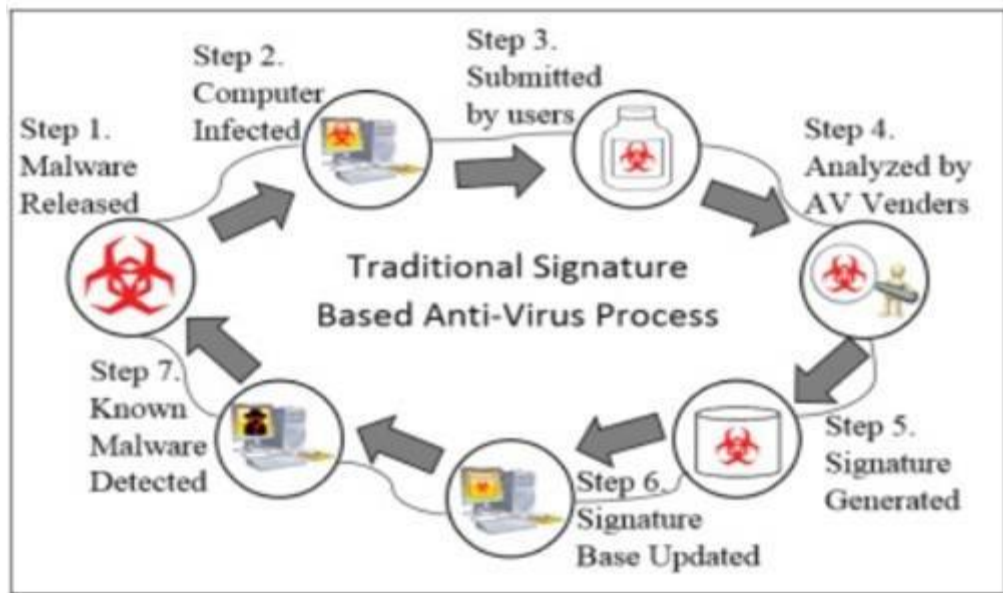 Step 1.
Malware
Released
Step 2.
Computer
Infected
Step 3.
Submitted
by users
Step 4.
Analyzed by
AV Venders
Traditional Signature
Based Anti-Virus Process
Step 5.
Signature
Generated
Step 6.
Signature
Base Updated
Step 7.
Known
Malware
Detected